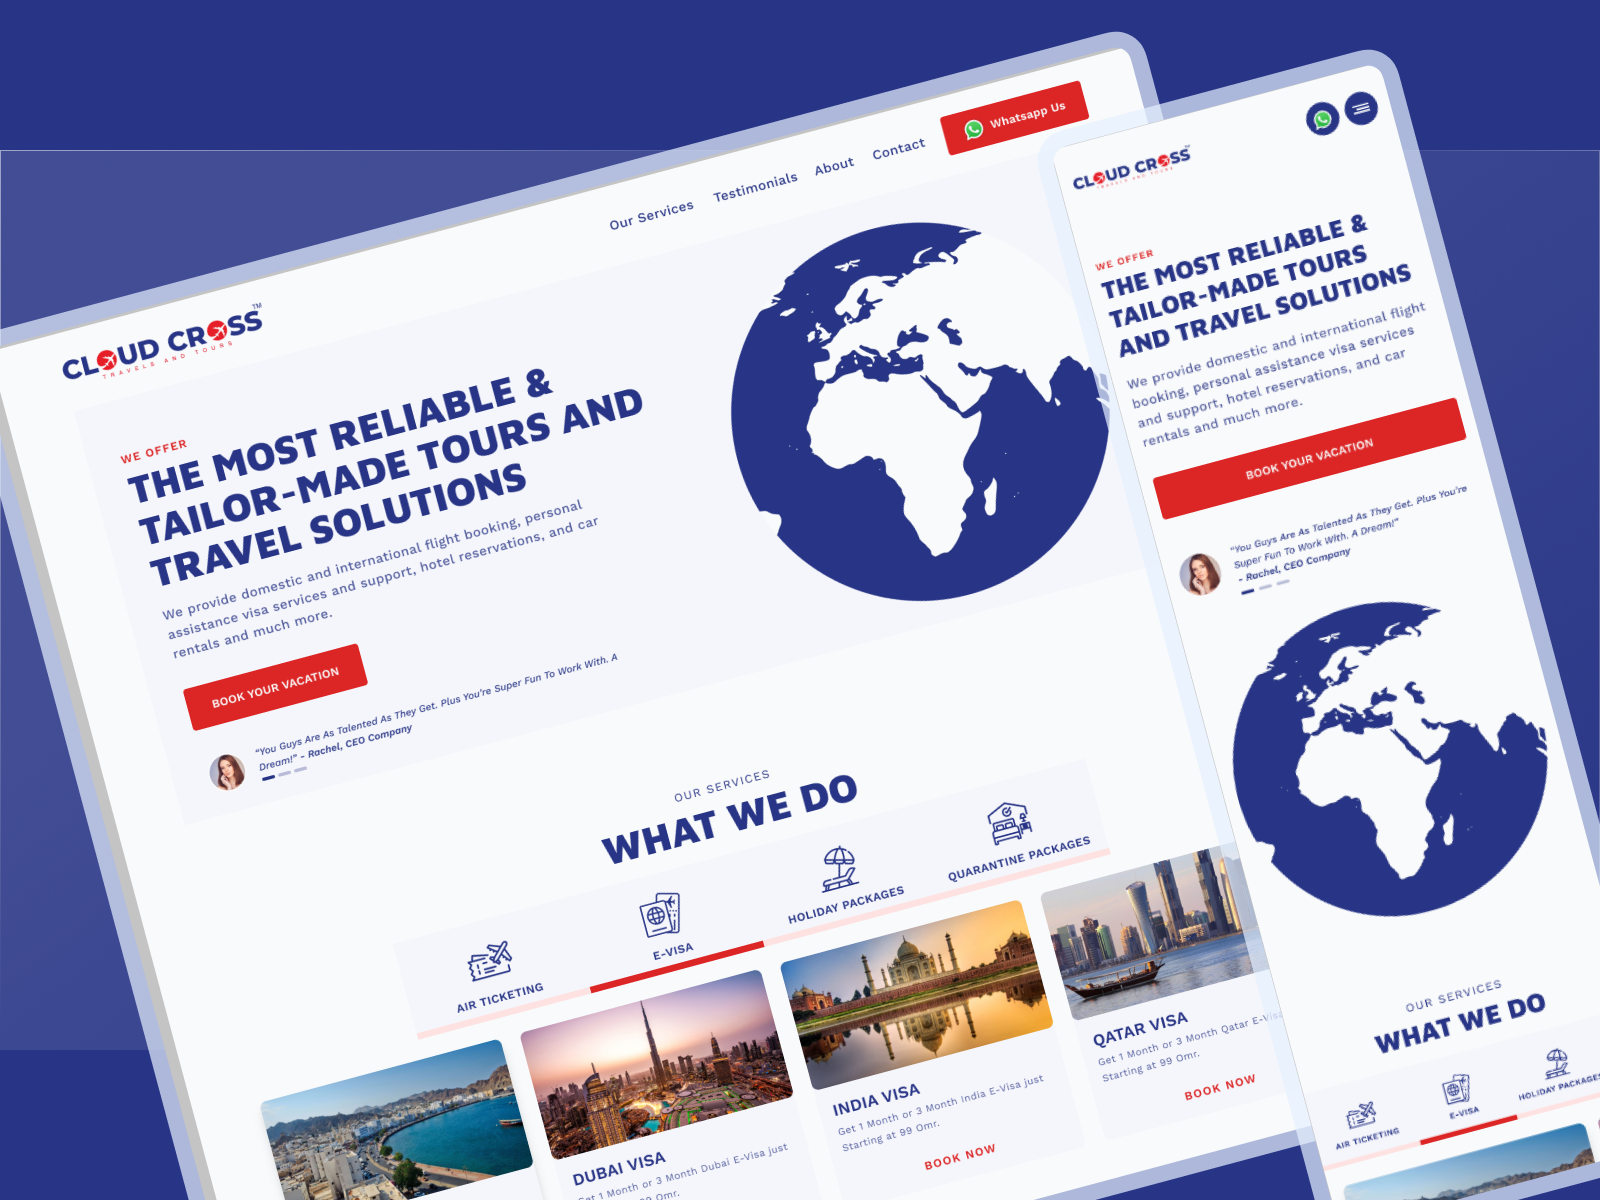 CLOUD CROSS™
TRAVELS AND TOURS
Our Services
Testimonials
About
Contact
Whatsapp Us
WE OFFER
THE MOST RELIABLE &
TAILOR-MADE TOURS AND
TRAVEL SOLUTIONS
We provide domestic and international flight booking, personal
assistance visa services and support, hotel reservations, and car
rentals and much more.
BOOK YOUR VACATION
“You Guys Are As Talented As They Get. Plus You're Super Fun To Work With. A
Dream!” - Rachel, CEO Company
OUR SERVICES
WHAT WE DO
AIR TICKETING
E-VISA
HOLIDAY PACKAGES
QUARANTINE PACKAGES
DUBAI VISA
Get 1 Month or 3 Month Dubai E-Visa just
Starting at 99 Omr.
INDIA VISA
Get 1 Month or 3 Month India E-Visa just
Starting at 99 Omr.
BOOK NOW
QATAR VISA
Get 1 Month or 3 Month Qatar E-Visa
Starting at 99 Omr.
BOOK NOW
CLOUD CROSS
TRAVELS AND TOURS
WE OFFER
THE MOST RELIABLE &
TAILOR-MADE TOURS
AND TRAVEL SOLUTIONS
We provide domestic and international flight
booking, personal assistance visa services
and support, hotel reservations, and car
rentals and much more.
BOOK YOUR VACATION
“You Guys Are As Talented As They Get. Plus You're
Super Fun To Work With. A Dream!”
- Rachel, CEO Company
OUR SERVICES
WHAT WE DO
AIR TICKETING
E-VISA
HOLIDAY PACKAGES